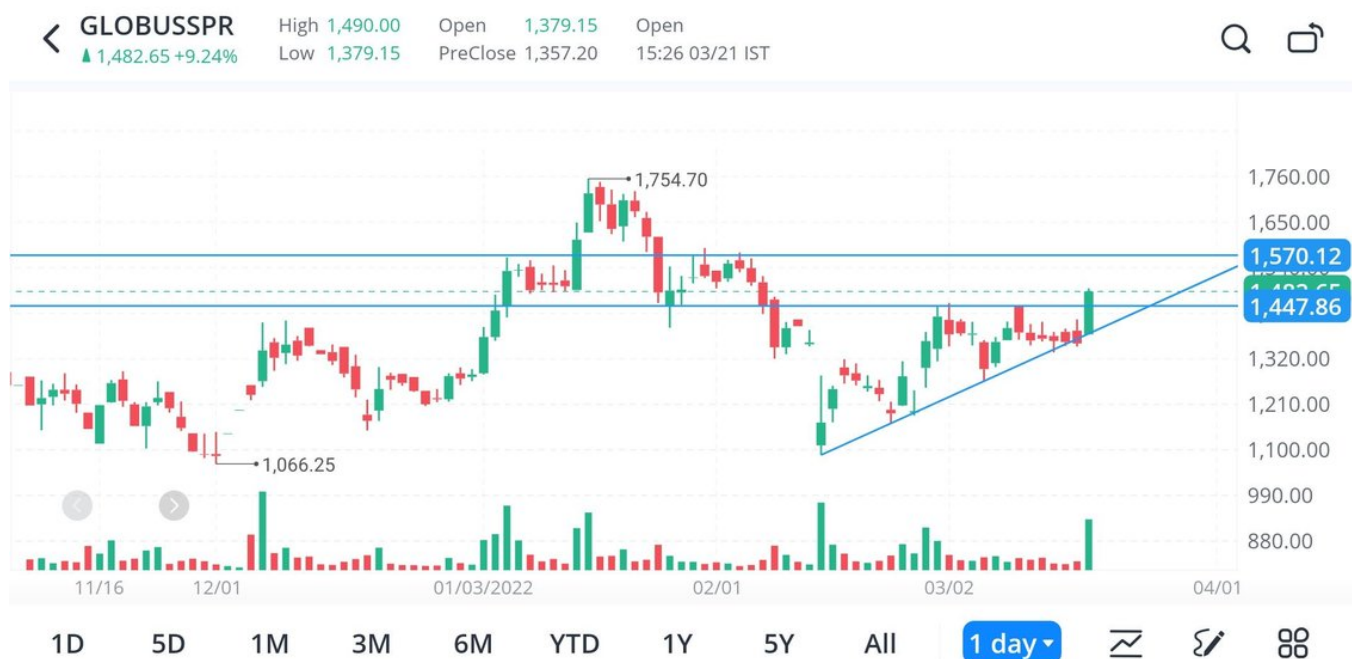 GLOBUSSPR
1,482.65 +9.24%
High 1,490.00
Low 1,379.15
Open 1,379.15
PreClose 1,357.20
Open
15:26 03/21 IST
1,754.70
1,066.25
1,760.00
1,650.00
1,570.12
1,482.65
1,447.86
1,320.00
1,210.00
1,100.00
990.00
880.00
11/16 12/01 01/03/2022 02/01 03/02 04/01
1D 5D 1M 3M 6M YTD 1Y 5Y All 1 day